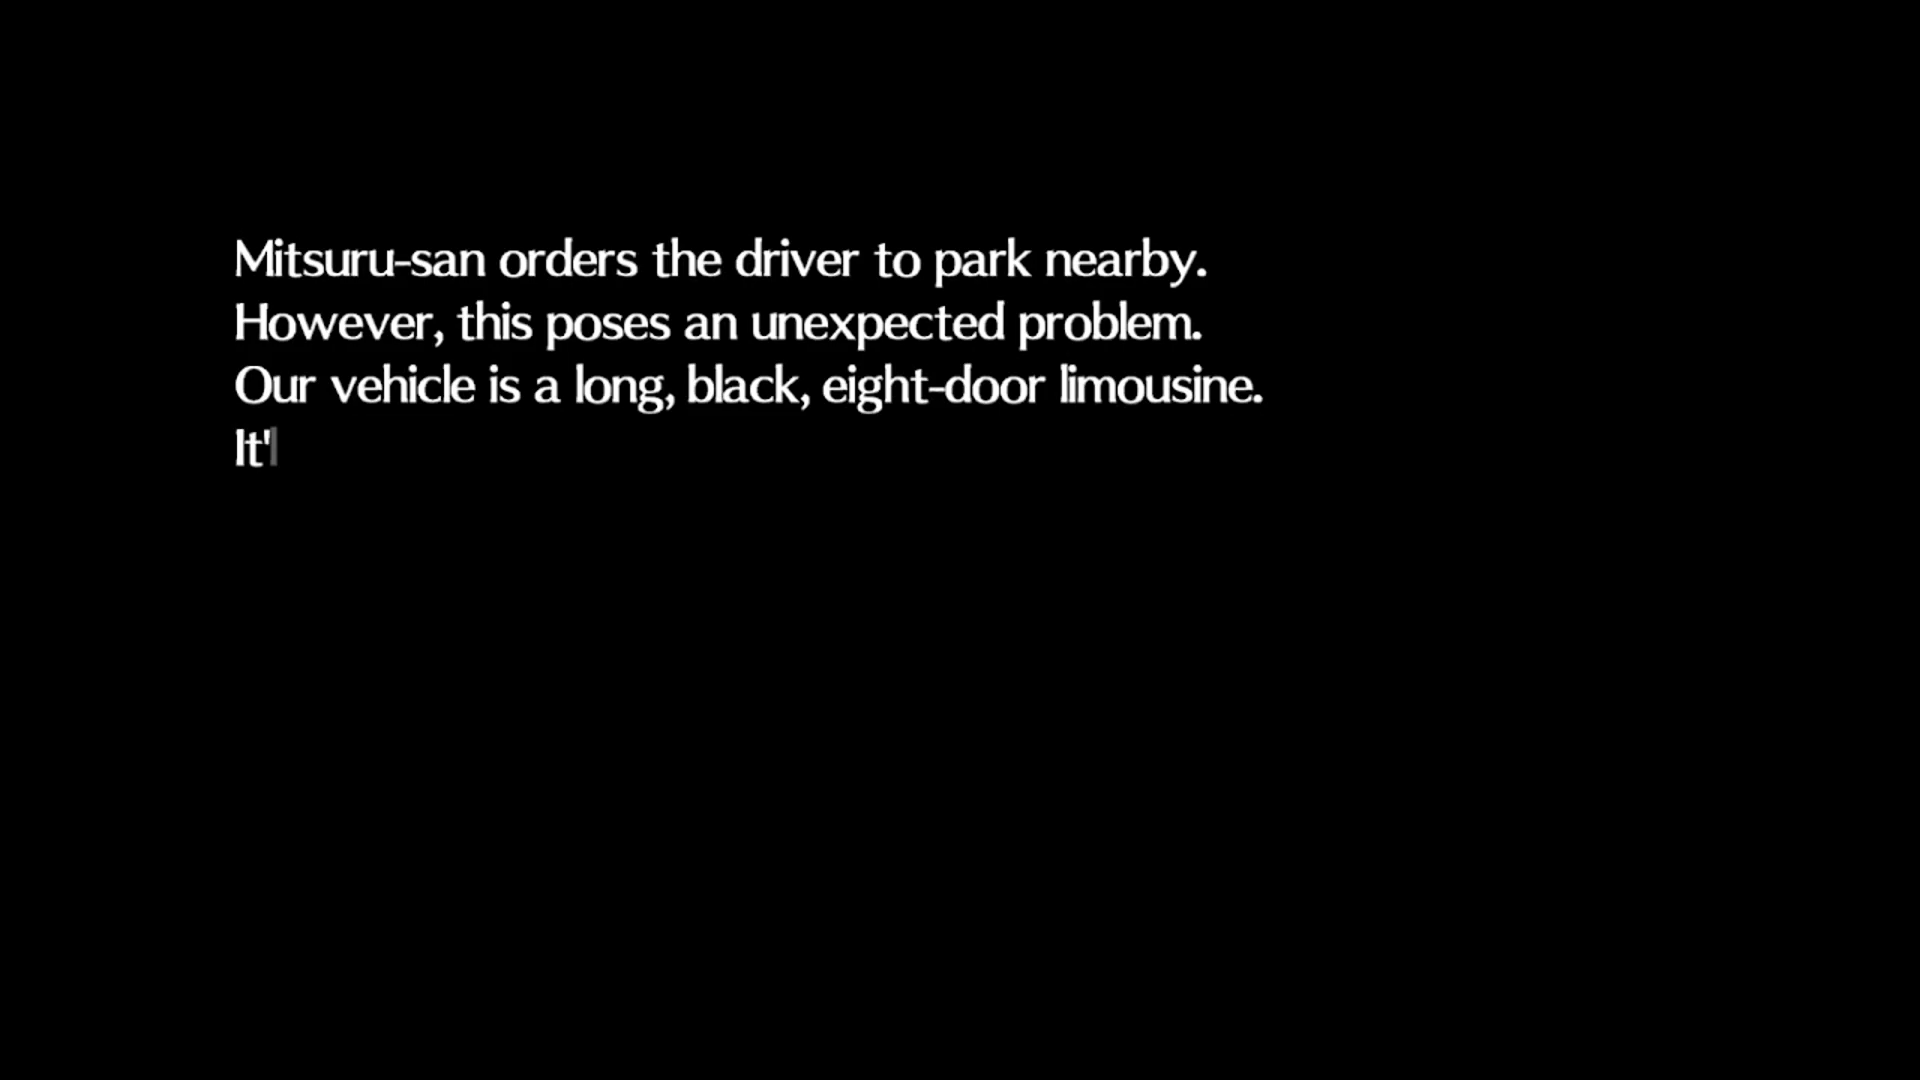 Mitsuru-san orders the driver to park nearby.
However, this poses an unexpected problem.
Our vehicle is a long, black, eight-door limousine.
It'l